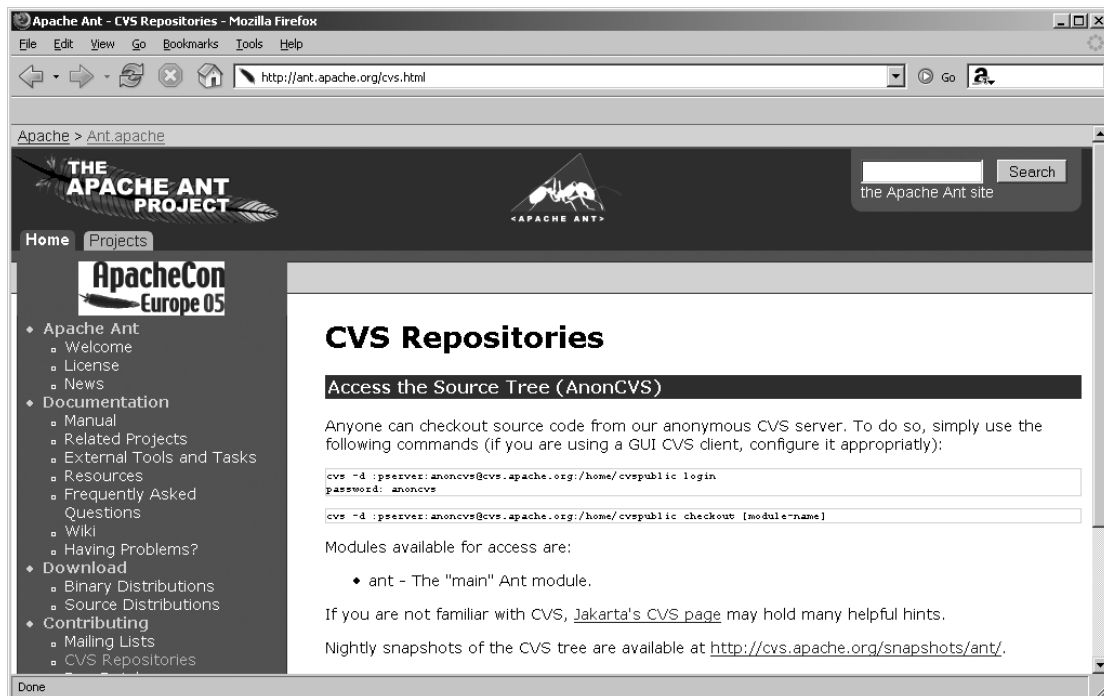 Apache Ant - CVS Repositories - Mozilla Firefox
File Edit View Go Bookmarks Tools Help
http://ant.apache.org/cvs.html
Go
a.
Apache > Ant.apache
THE
APACHE ANT
PROJECT
<APACHE ANT>
Search
the Apache Ant site
Home Projects
ApacheCon
Europe 05
Apache Ant
Welcome
License
News
Documentation
Manual
Related Projects
External Tools and Tasks
Resources
Frequently Asked
Questions
Wiki
Having Problems?
Download
Binary Distributions
Source Distributions
Contributing
Mailing Lists
CVS Repositories
CVS Repositories
Access the Source Tree (AnonCVS)
Anyone can checkout source code from our anonymous CVS server. To do so, simply use the
following commands (if you are using a GUI CVS client, configure it appropriatly):
cvs -d :pserver:anoncvs@cvs.apache.org:/home/cvspublic login
password: anoncvs
cvs -d :pserver:anoncvs@cvs.apache.org:/home/cvspublic checkout [module-name]
Modules available for access are:
ant - The "main" Ant module.
If you are not familiar with CVS, Jakarta's CVS page may hold many helpful hints.
Nightly snapshots of the CVS tree are available at http://cvs.apache.org/snapshots/ant/.
Done